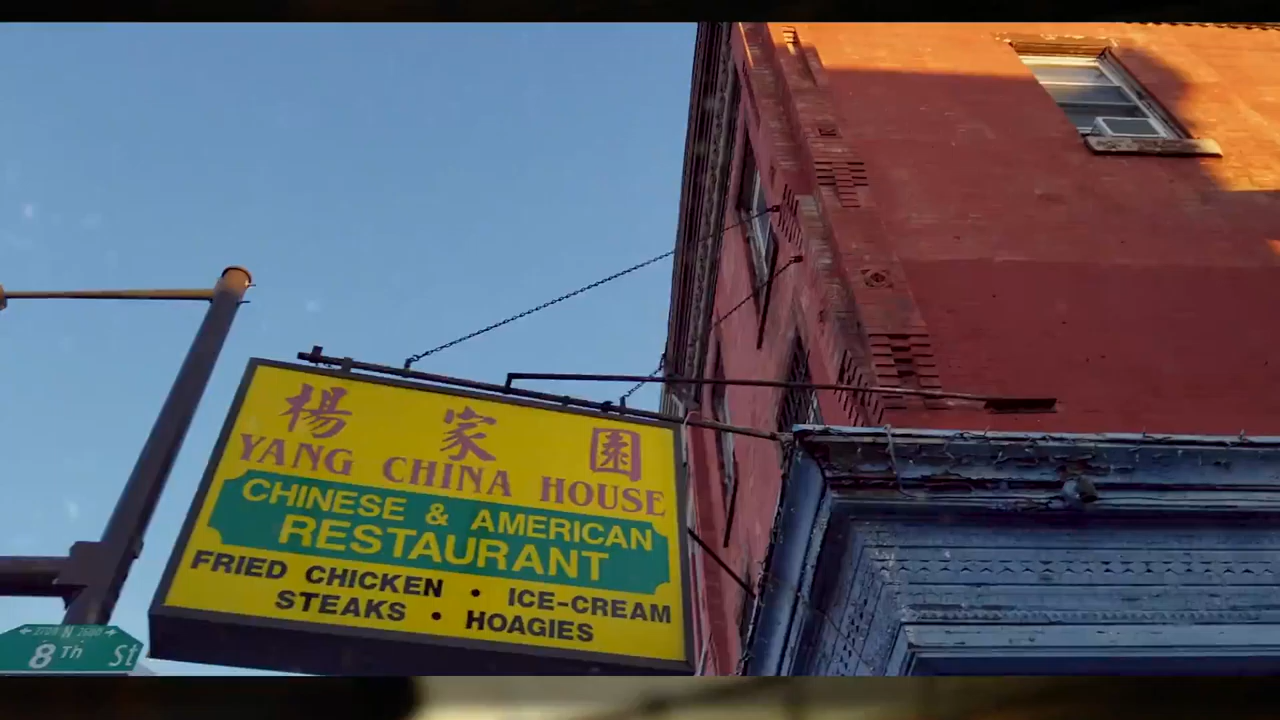 楊 家 園
YANG CHINA HOUSE
CHINESE & AMERICAN
RESTAURANT
FRIED CHICKEN • ICE-CREAM
STEAKS • HOAGIES
N
8Th St